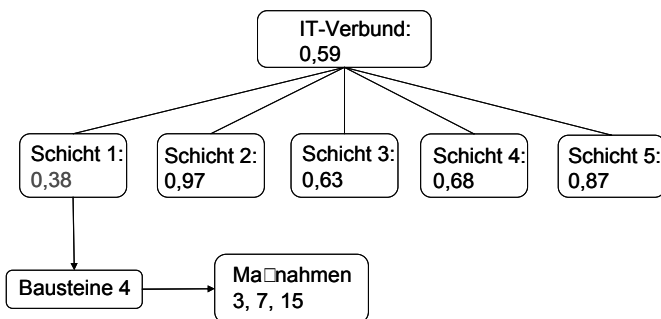 IT-Verbund:
0,59
Schicht 1:
0,38
Schicht 2:
0,97
Schicht 3:
0,63
Schicht 4:
0,68
Schicht 5:
0,87
Bausteine 4
Ma□nahmen
3, 7, 15